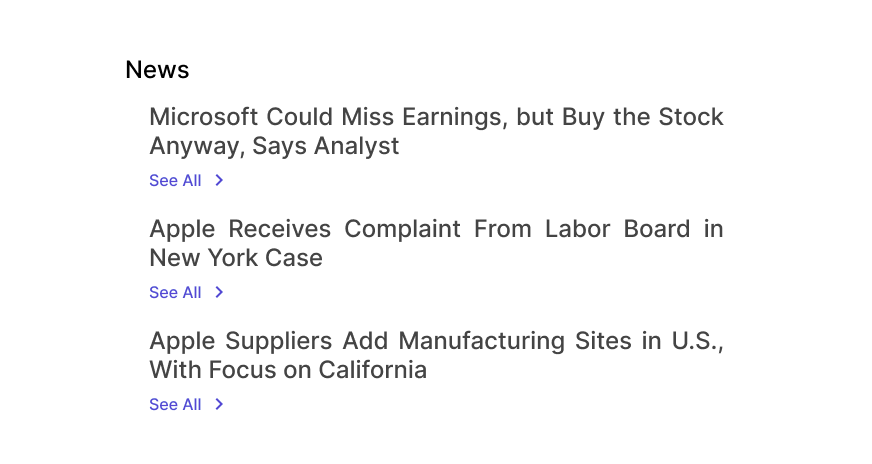 News
Microsoft Could Miss Earnings, but Buy the Stock
Anyway, Says Analyst
See All
Apple Receives Complaint From Labor Board in
New York Case
See All
Apple Suppliers Add Manufacturing Sites in U.S.,
With Focus on California
See All